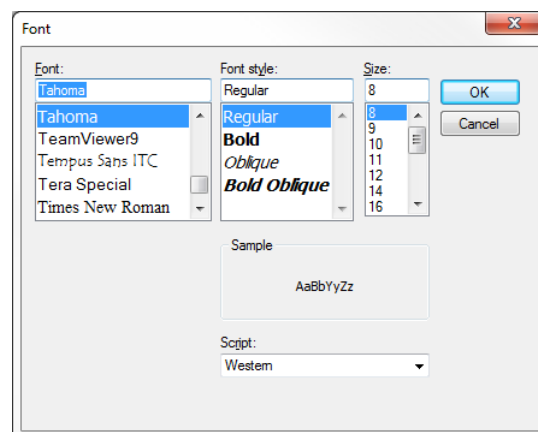 Font
Font:
Tahoma
Tahoma
TeamViewer9
Tempus Sans ITC
Tera Special
Times New Roman
Font style:
Regular
Regular
Bold
Oblique
Bold Oblique
Size:
8
8
9
10
11
12
14
16
OK
Cancel
Sample
AaBbYyZz
Script:
Western